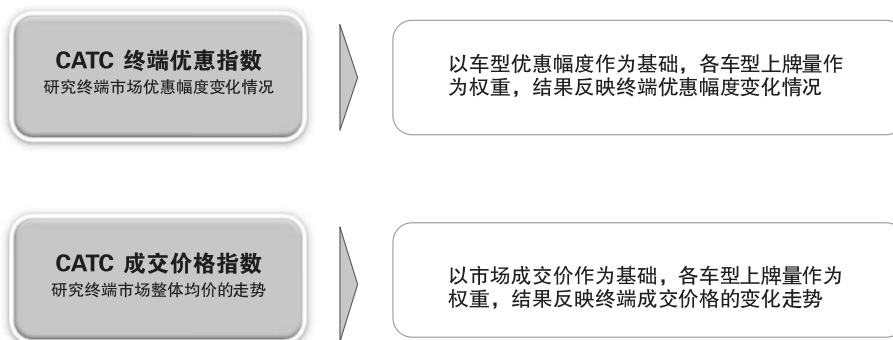 CATC 终端优惠指数
研究终端市场优惠幅度变化情况
以车型优惠幅度作为基础，各车型上牌量作
为权重，结果反映终端优惠幅度变化情况
CATC 成交价格指数
研究终端市场整体均价的走势
以市场成交价作为基础，各车型上牌量作为
权重，结果反映终端成交价格的变化走势